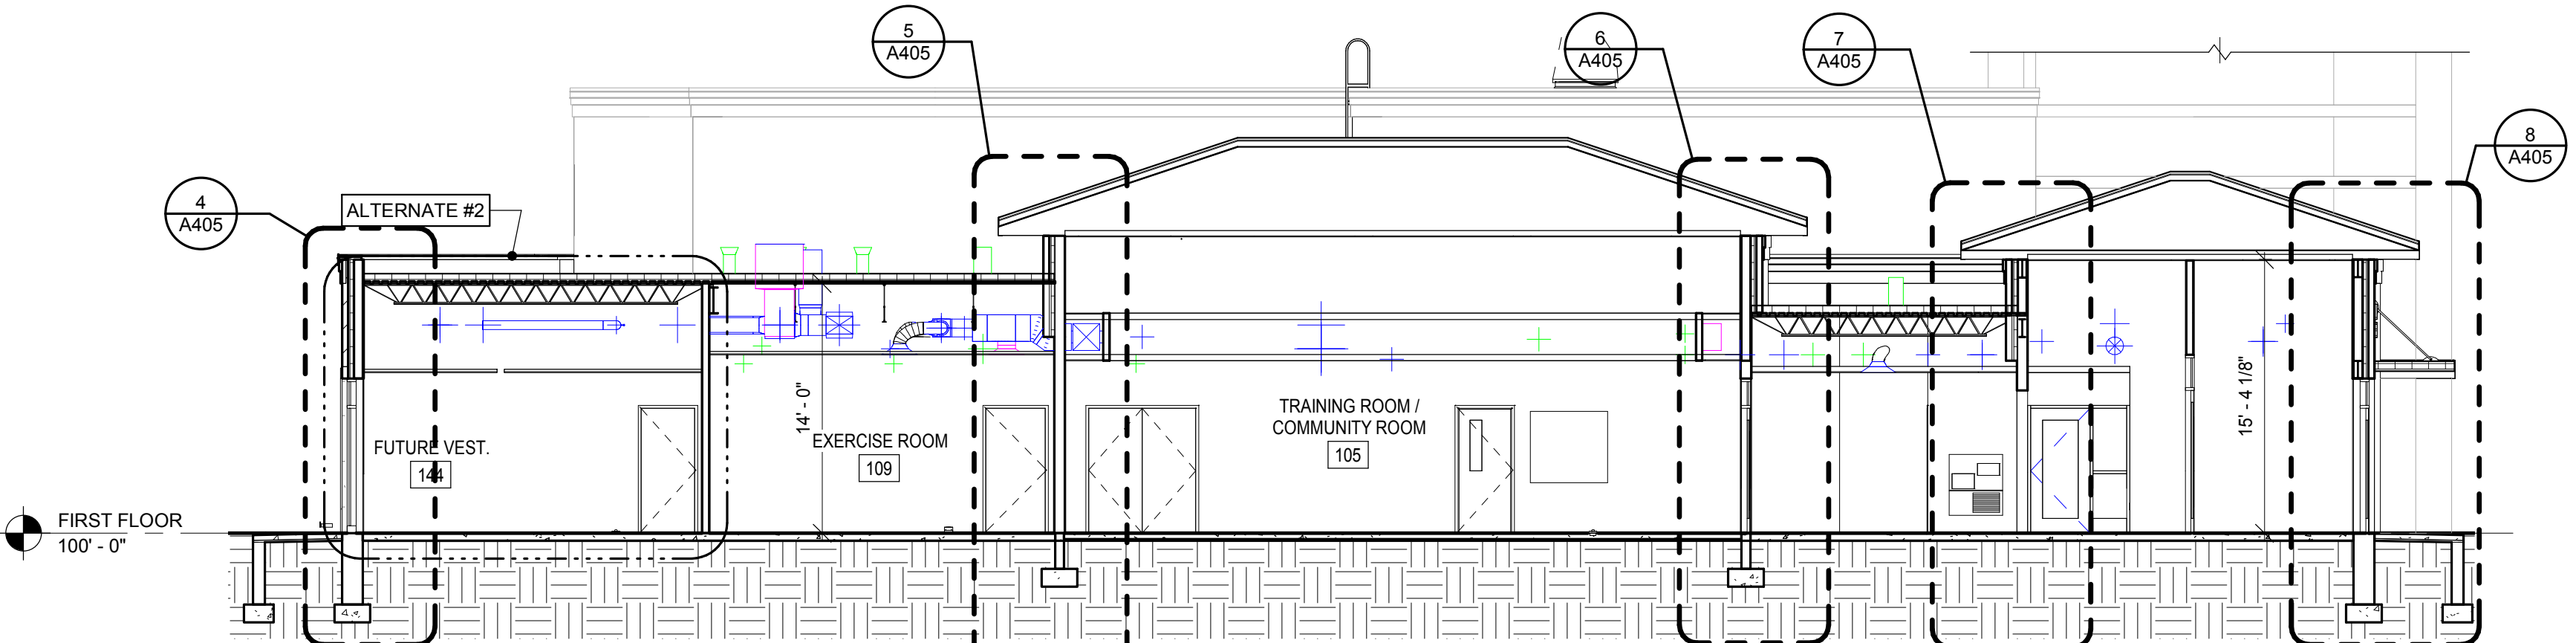 5
A405
6
A405
7
A405
8
A405
4
A405
ALTERNATE #2
14' - 0"
15' - 4 1/8"
TRAINING ROOM /
COMMUNITY ROOM
105
EXERCISE ROOM
109
FUTURE VEST.
144
FIRST FLOOR
100' - 0"